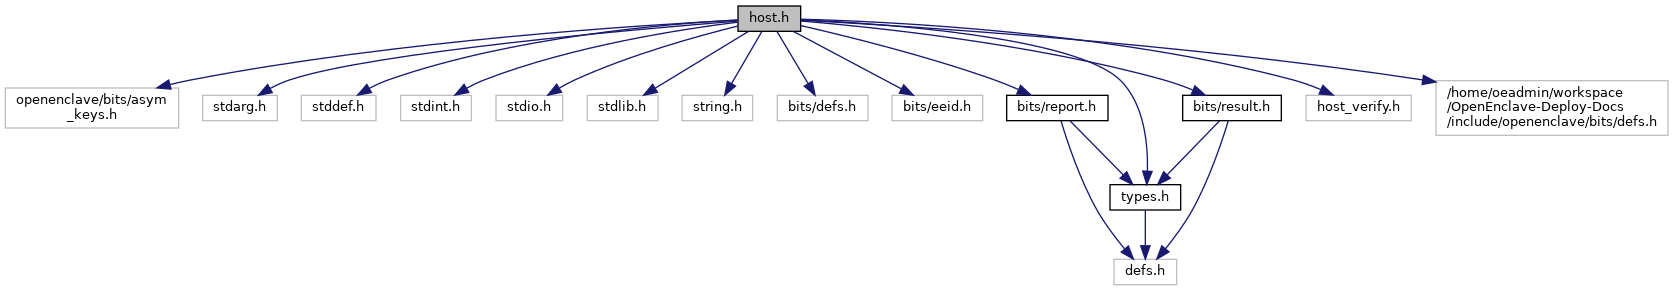 host.h
openenclave/bits/asym
_keys.h
stdarg.h
stddef.h
stdint.h
stdio.h
stdlib.h
string.h
bits/defs.h
bits/eeid.h
bits/report.h
bits/result.h
host_verify.h
/home/oeadmin/workspace
/OpenEnclave-Deploy-Docs
/include/openenclave/bits/defs.h
types.h
defs.h